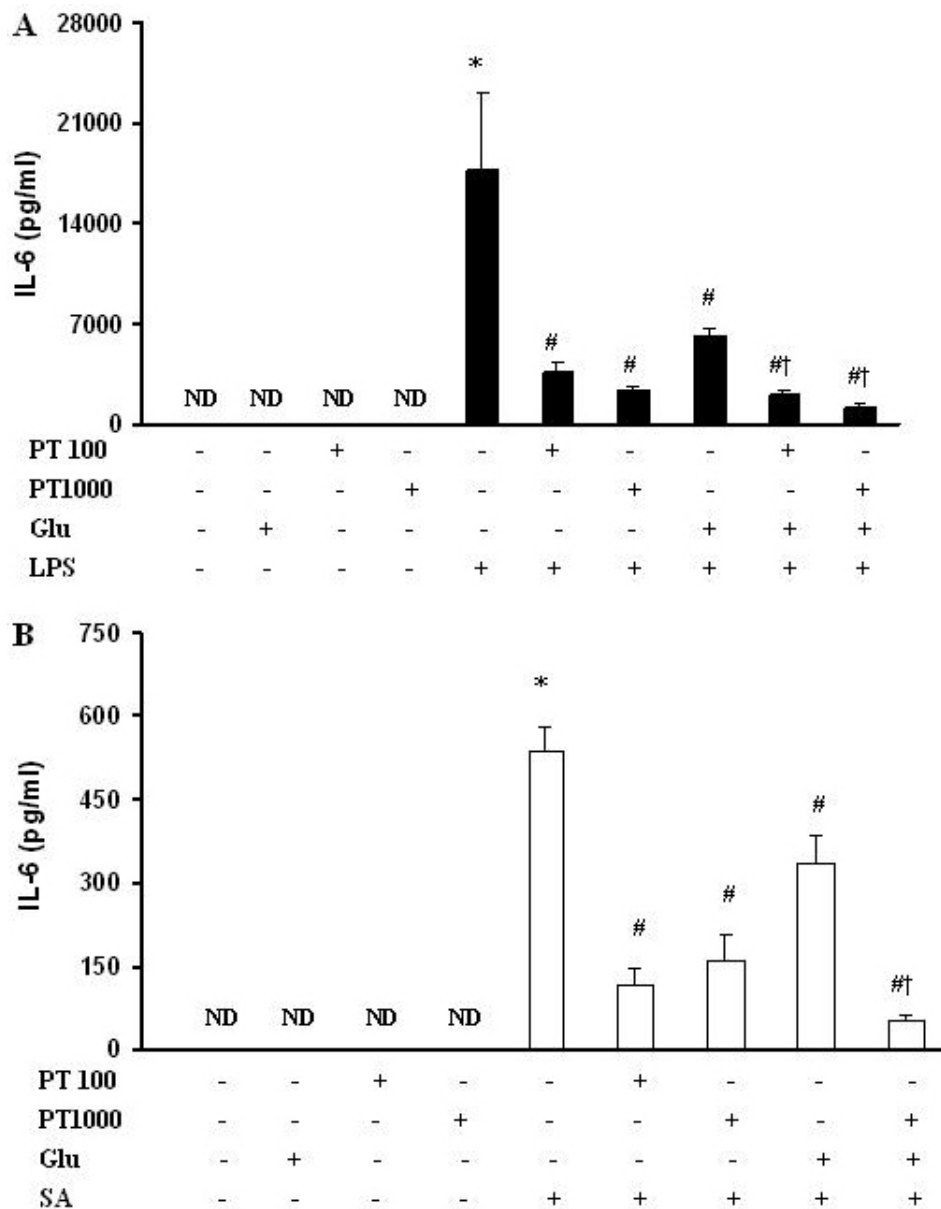 A
28000
*
21000
IL-6 (pg/ml)
14000
#
7000
# # #† #†
ND ND ND ND
0
PT 100 - - + - - + - - + -
PT1000 - - - + - - + - - +
Glu - + - - - - - + + +
LPS - - - - + + + + + +
B
750
*
600
IL-6 (pg/ml)
450
#
300
#
#
150
#†
ND ND ND ND
0
PT 100 - - + - - + - - -
PT1000 - - - + - - + - +
Glu - + - - - - - + +
SA - - - - + + + + +